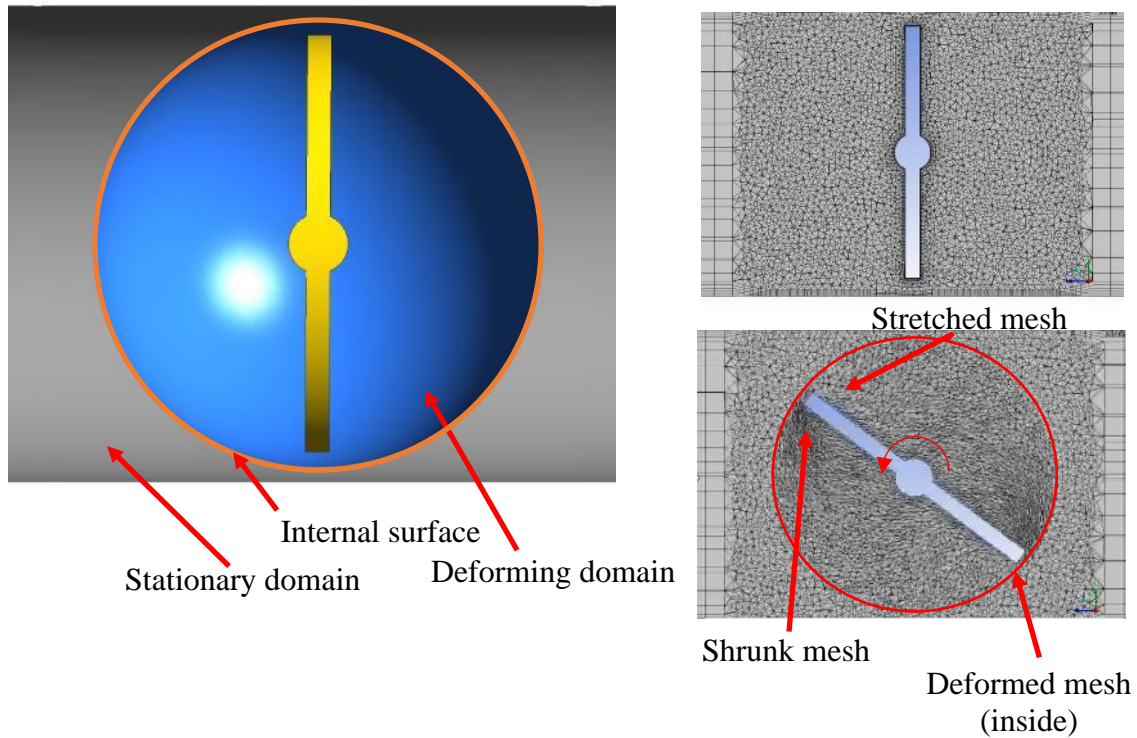 Stretched mesh
Internal surface
Stationary domain
Deforming domain
Shrunk mesh
Deformed mesh
(inside)